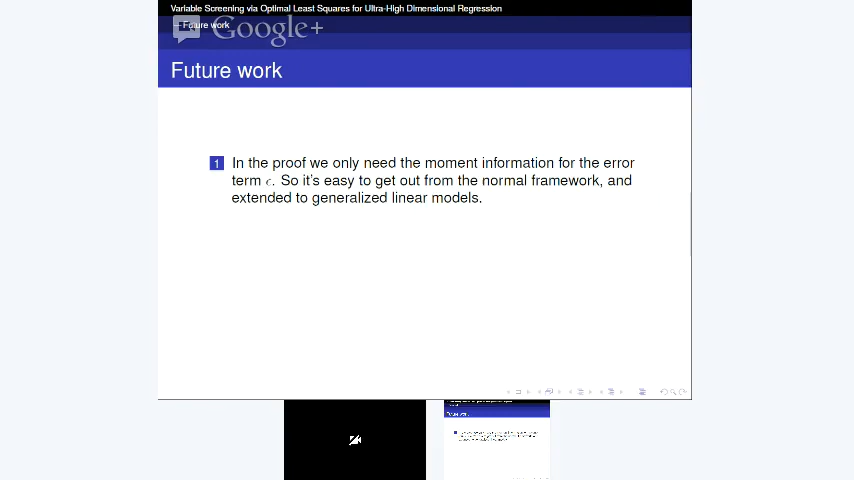 Variable Screening via Optimal Least Squares for Ultra-High Dimensional Regression
Future work
Google+
Future work
1 In the proof we only need the moment information for the error
term ϵ. So it's easy to get out from the normal framework, and
extended to generalized linear models.
Future work